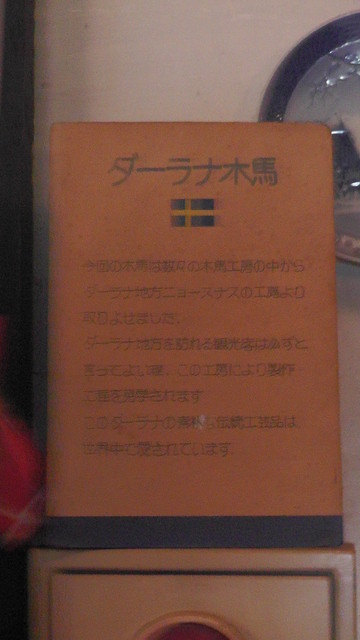 ダーラナ木馬
今回の木馬は数々の木馬工房の中から
ダーラナ地方ニョースナスの工房より
取りよせました。
ダーラナ地方を訪れる観光客は必ずと
言ってよい程、この工房により製作
工程を見学されます
このダーラナの素朴な伝統工芸品は、
世界中で愛されています。